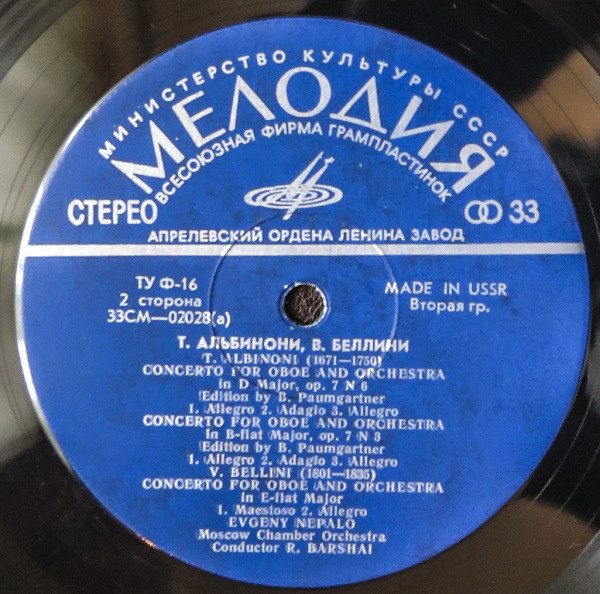 МИНИСТЕРСТВО КУЛЬТУРЫ СССР
МЕЛОДИЯ
ВСЕСОЮЗНАЯ ФИРМА ГРАМПЛАСТИНОК
СТЕРЕО
33
АПРЕЛЕВСКИЙ ОРДЕНА ЛЕНИНА ЗАВОД
ТУ Ф-16
2 сторона
33СМ—02028(а)
MADE IN USSR
Вторая гр.
Т. АЛЬБИНОНИ, В. БЕЛЛИНИ
T. ALBINONI (1671—1750)
CONCERTO FOR OBOE AND ORCHESTRA
in D Major, op. 7 N 6
Edition by B. Paumgartner
1. Allegro 2. Adagio 3. Allegro
CONCERTO FOR OBOE AND ORCHESTRA
in B-flat Major, op. 7 N 3
Edition by B. Paumgartner
1. Allegro 2. Adagio 3. Allegro
V. BELLINI (1801—1835)
CONCERTO FOR OBOE AND ORCHESTRA
in E-flat Major
1. Maestoso 2. Allegro
EVGENY NEPALO
Moscow Chamber Orchestra
Conductor R. BARSHAI